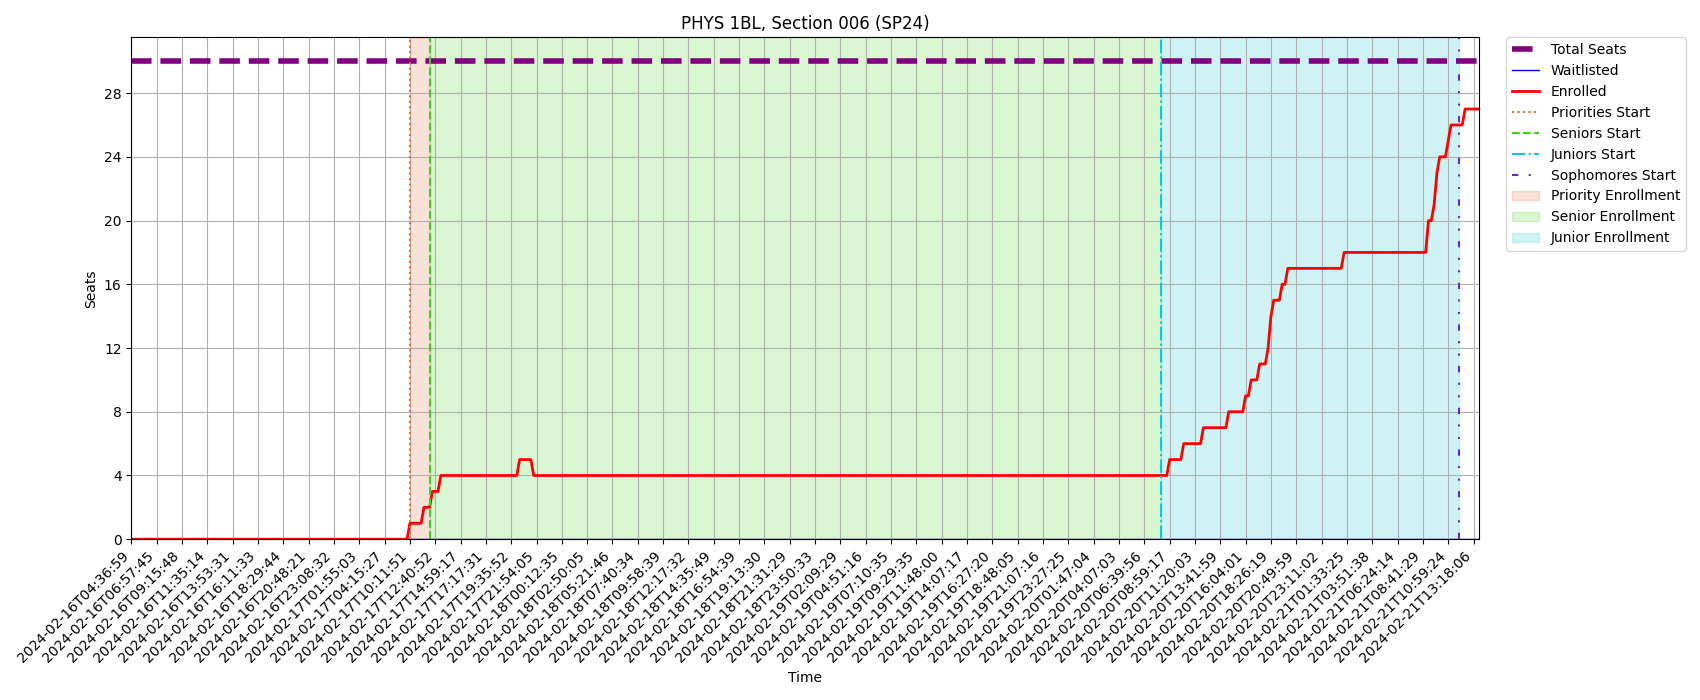 PHYS 1BL, Section 006 (SP24)
Total Seats
Waitlisted
Enrolled
Priorities Start
Seniors Start
Juniors Start
Sophomores Start
Priority Enrollment
Senior Enrollment
Junior Enrollment
Seats
28
24
20
16
12
8
4
0
2024-02-16T04:36:59
2024-02-16T06:57:45
2024-02-16T09:15:48
2024-02-16T11:35:14
2024-02-16T13:53:31
2024-02-16T16:11:33
2024-02-16T18:29:44
2024-02-16T20:48:21
2024-02-16T23:08:32
2024-02-17T01:55:03
2024-02-17T04:15:27
2024-02-17T10:11:51
2024-02-17T12:40:52
2024-02-17T14:59:17
2024-02-17T17:17:31
2024-02-17T19:35:52
2024-02-17T21:54:05
2024-02-18T00:12:35
2024-02-18T02:50:05
2024-02-18T05:21:46
2024-02-18T07:40:34
2024-02-18T09:58:39
2024-02-18T12:17:32
2024-02-18T14:35:49
2024-02-18T16:54:39
2024-02-18T19:13:30
2024-02-18T21:31:29
2024-02-18T23:50:33
2024-02-19T02:09:29
2024-02-19T04:51:16
2024-02-19T07:10:35
2024-02-19T09:29:35
2024-02-19T11:48:00
2024-02-19T14:07:17
2024-02-19T16:27:20
2024-02-19T18:48:05
2024-02-19T21:07:16
2024-02-19T23:27:25
2024-02-20T01:47:04
2024-02-20T04:07:03
2024-02-20T06:39:56
2024-02-20T08:59:17
2024-02-20T11:20:03
2024-02-20T13:41:59
2024-02-20T16:04:01
2024-02-20T18:26:19
2024-02-20T20:49:59
2024-02-20T23:11:02
2024-02-21T01:33:25
2024-02-21T03:51:38
2024-02-21T06:24:14
2024-02-21T08:41:29
2024-02-21T10:59:24
2024-02-21T13:18:06
Time